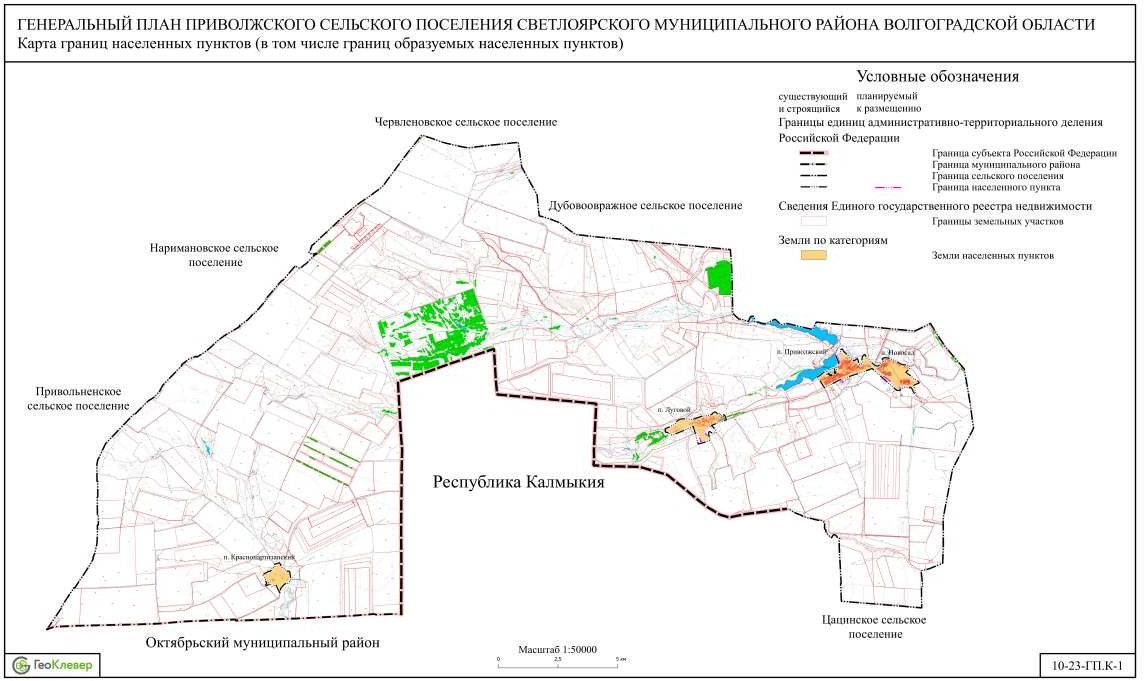 ГЕНЕРАЛЬНЫЙ ПЛАН ПРИВОЛЖСКОГО СЕЛЬСКОГО ПОСЕЛЕНИЯ СВЕТЛОЯРСКОГО МУНИЦИПАЛЬНОГО РАЙОНА ВОЛГОГРАДСКОЙ ОБЛАСТИ
Карта границ населенных пунктов (в том числе границ образуемых населенных пунктов)
Условные обозначения
существующий планируемый
и строящийся к размещению
Границы единиц административно-территориального деления
Российской Федерации
Граница субъекта Российской Федерации
Граница муниципального района
Граница сельского поселения
Граница населенного пункта
Сведения Единого государственного реестра недвижимости
Границы земельных участков
Земли по категориям
Земли населенных пунктов
Червленовское сельское поселение
Дубовоовражное сельское поселение
Наримановское сельское
поселение
п. Приволжский
п. Новосад
Привольненское
сельское поселение
п. Луговой
Республика Калмыкия
п. Краснопартизанский
Цацинское сельское
поселение
Октябрьский муниципальный район
Масштаб 1:50000
0 2,5 5 км
ГеоКлевер
10-23-ГП.К-1